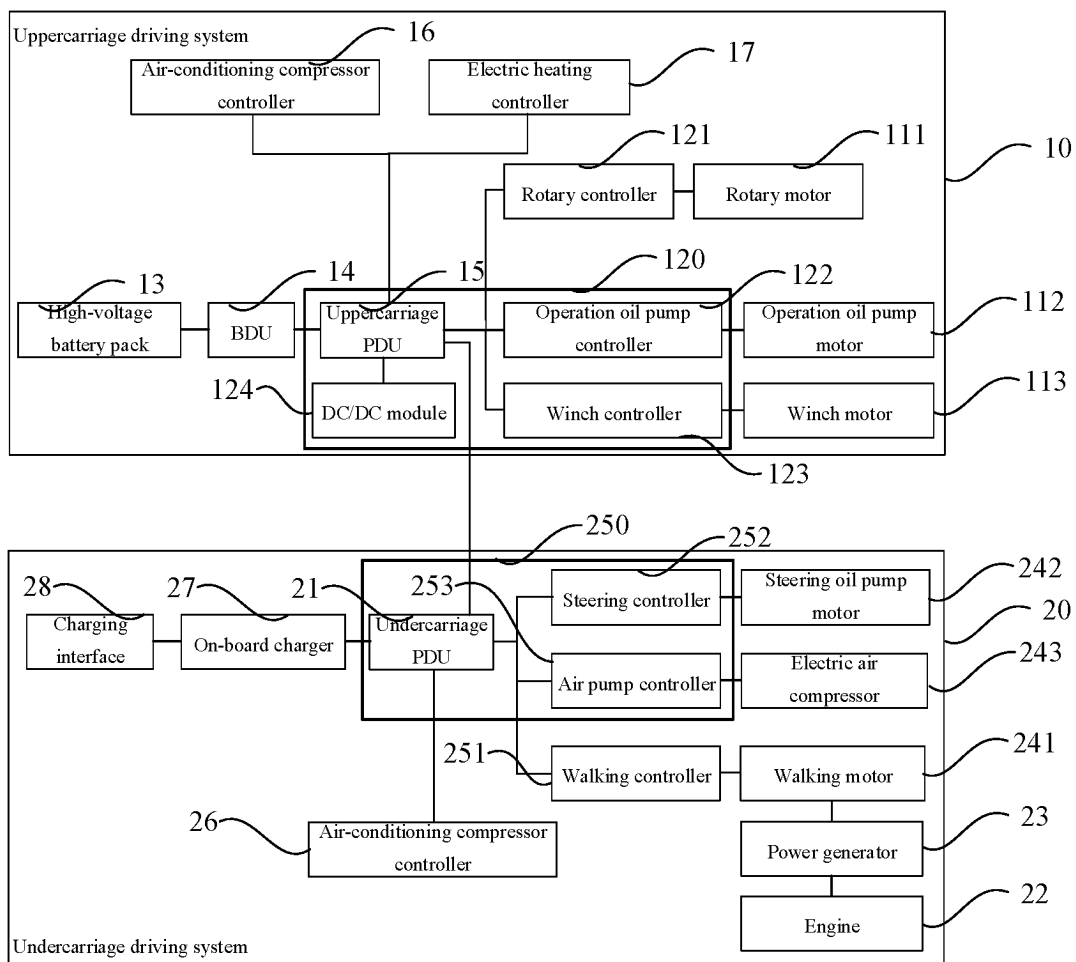 Uppercarriage driving system
16
17
Air-conditioning compressor
controller
Electric heating
controller
121
111
10
Rotary controller
Rotary motor
13
14
15
120
122
112
High-voltage
battery pack
BDU
Uppercarriage
PDU
Operation oil pump
controller
Operation oil pump
motor
124
DC/DC module
Winch controller
Winch motor
113
123
250
252
28
27
21
253
242
Charging
interface
On-board charger
Undercarriage
PDU
Steering controller
Steering oil pump
motor
20
Air pump controller
Electric air
compressor
243
251
Walking controller
Walking motor
241
26
Air-conditioning compressor
controller
Power generator
23
Engine
22
Undercarriage driving system